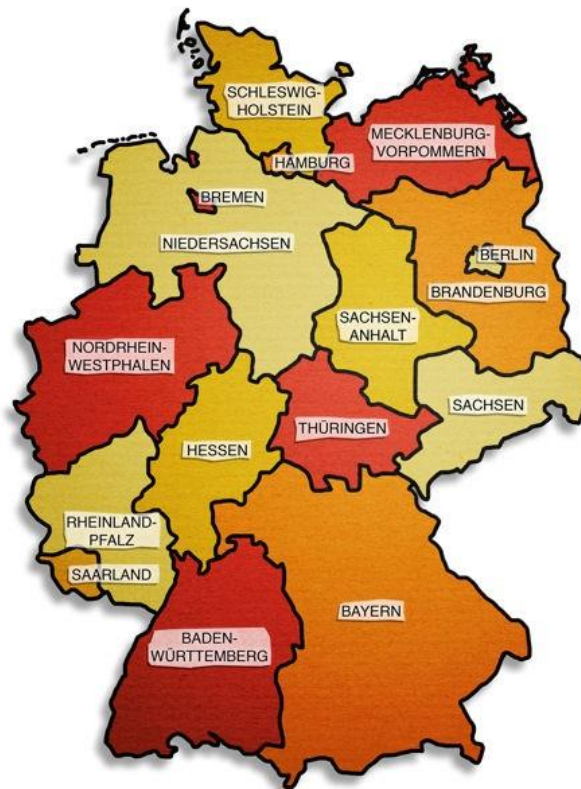 SCHLESWIG-
HOLSTEIN
MECKLENBURG-
VORPOMMERN
HAMBURG
BREMEN
NIEDERSACHSEN
BERLIN
BRANDENBURG
SACHSEN-
ANHALT
NORDRHEIN-
WESTPHALEN
SACHSEN
THÜRINGEN
HESSEN
RHEINLAND-
PFALZ
SAARLAND
BAYERN
BADEN-
WÜRTTEMBERG